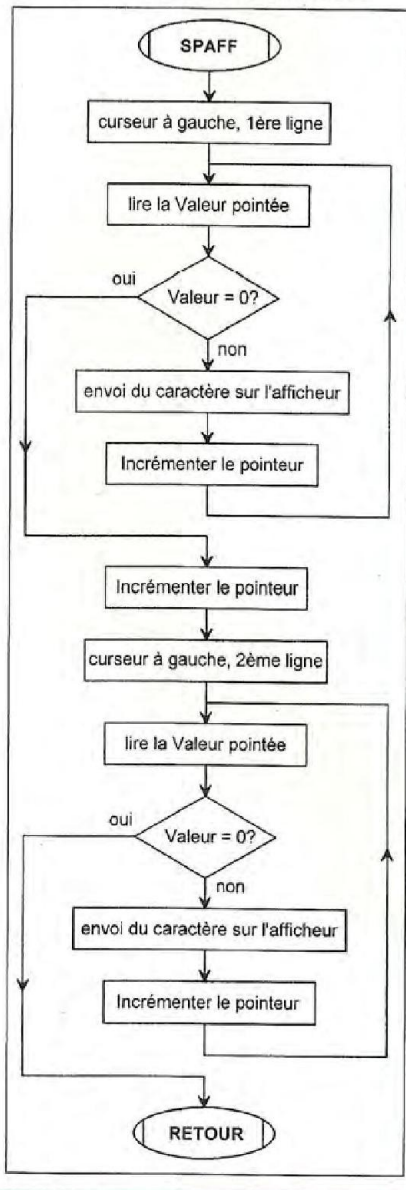 SPAFF
curseur à gauche, 1ère ligne
lire la Valeur pointée
oui
Valeur = 0?
non
envoi du caractère sur l'afficheur
Incrémenter le pointeur
Incrémenter le pointeur
curseur à gauche, 2ème ligne
lire la Valeur pointée
oui
Valeur = 0?
non
envoi du caractère sur l'afficheur
Incrémenter le pointeur
RETOUR